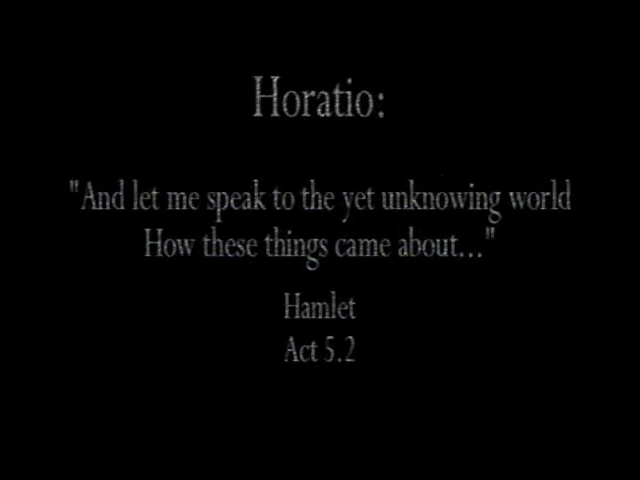 Horatio:
"And let me speak to the yet unknowing world
How these things came about..."
Hamlet
Act 5.2